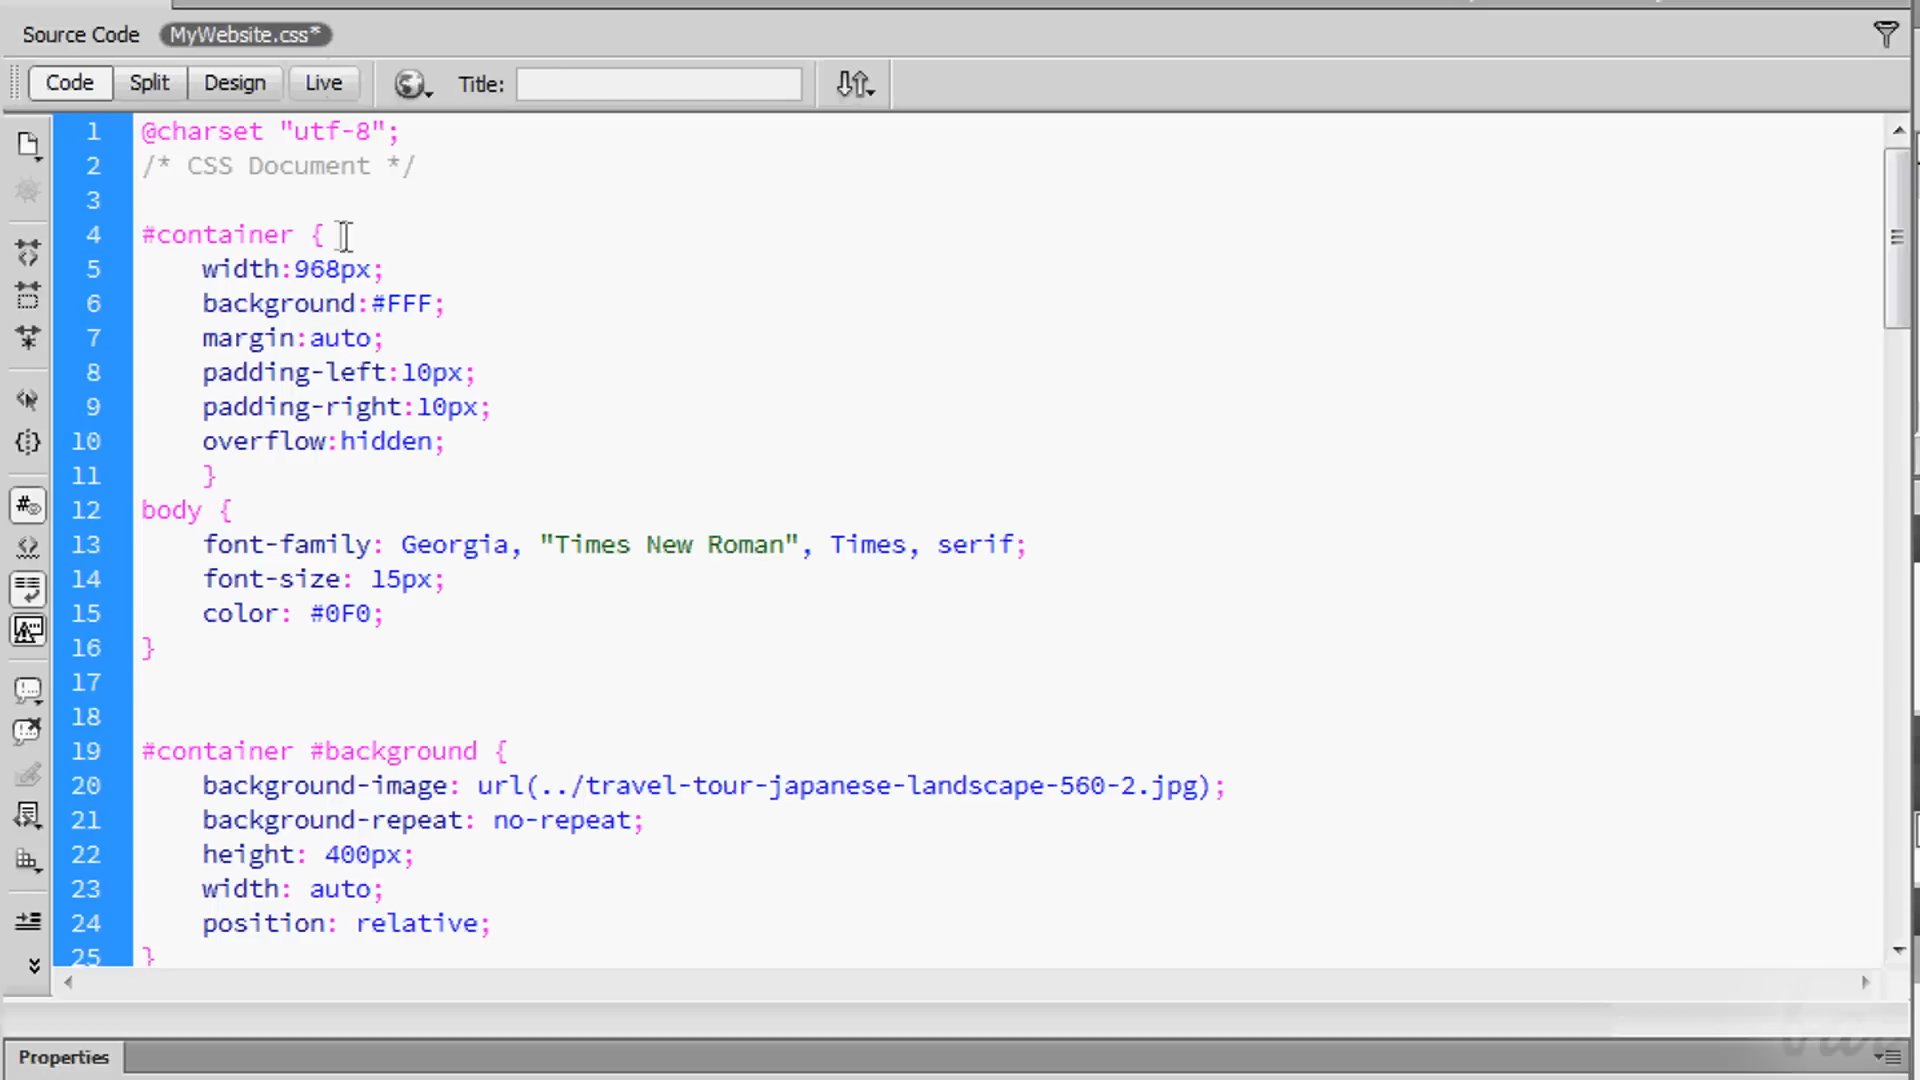 Source Code MyWebsite.css*
Code Split Design Live Title:
1 @charset "utf-8";
2 /* CSS Document */
3
4 #container {
5 width:968px;
6 background:#FFF;
7 margin:auto;
8 padding-left:10px;
9 padding-right:10px;
10 overflow:hidden;
11 }
12 body {
13 font-family: Georgia, "Times New Roman", Times, serif;
14 font-size: 15px;
15 color: #0F0;
16 }
17
18
19 #container #background {
20 background-image: url(../travel-tour-japanese-landscape-560-2.jpg);
21 background-repeat: no-repeat;
22 height: 400px;
23 width: auto;
24 position: relative;
25 }
Properties